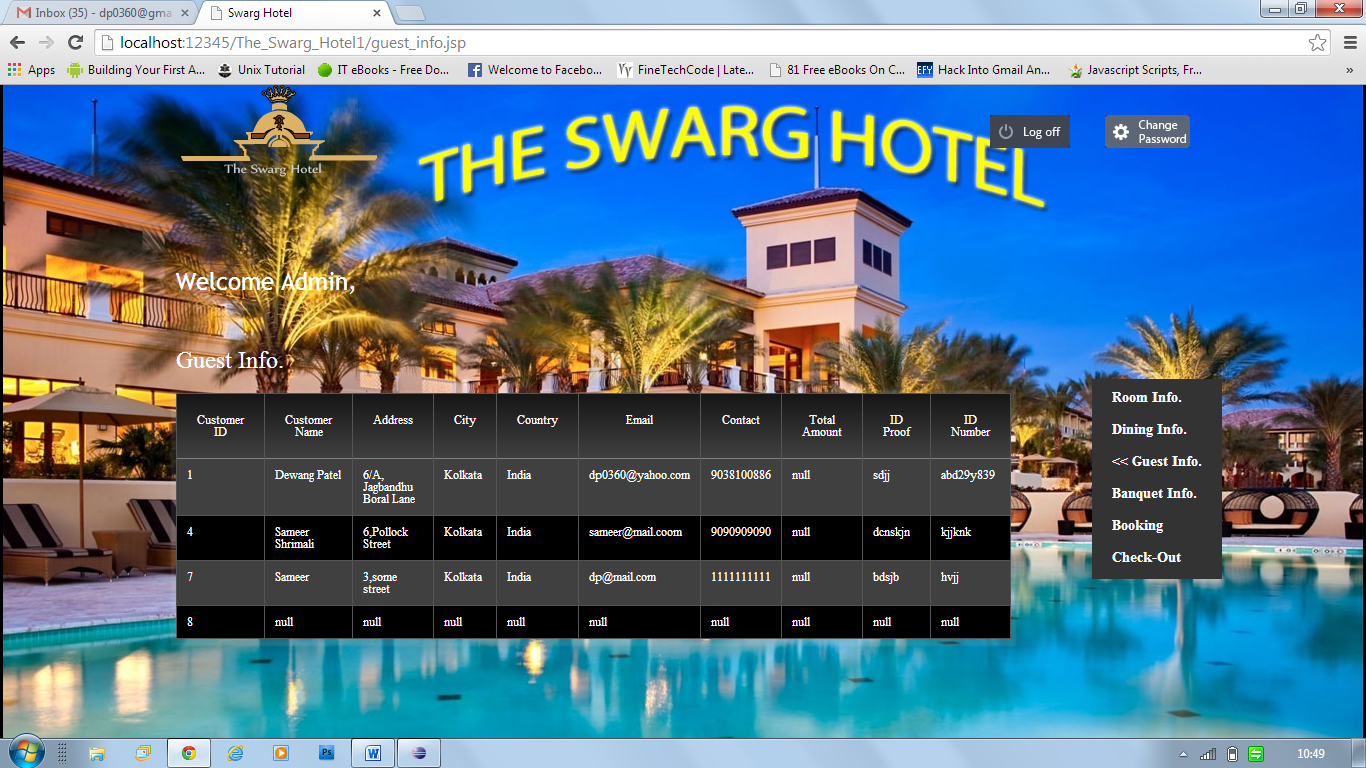 Inbox (35) - dp0360@gma
Swarg Hotel
localhost:12345/The_Swarg_Hotel1/guest_info.jsp
Apps Building Your First A... Unix Tutorial IT eBooks - Free Do... Welcome to Facebo... FineTechCode | Late... 81 Free eBooks On C... EFY Hack Into Gmail An... Javascript Scripts, Fr... »
The Swarg Hotel
THE SWARG HOTEL
Log off
Change
Password
Welcome Admin,
Guest Info.
Customer ID Customer Name Address City Country Email Contact Total Amount ID Proof ID Number
1 Dewang Patel 6/A, Jagbandhu Boral Lane Kolkata India dp0360@yahoo.com 9038100886 null sdjj abd29y839
4 Sameer Shrimali 6,Pollock Street Kolkata India sameer@mail.coom 9090909090 null dcnskjn kjjknk
7 Sameer 3,some street Kolkata India dp@mail.com 1111111111 null bdsjb hvjj
8 null null null null null null null null null
Room Info.
Dining Info.
<< Guest Info.
Banquet Info.
Booking
Check-Out
Ps
W
10:49